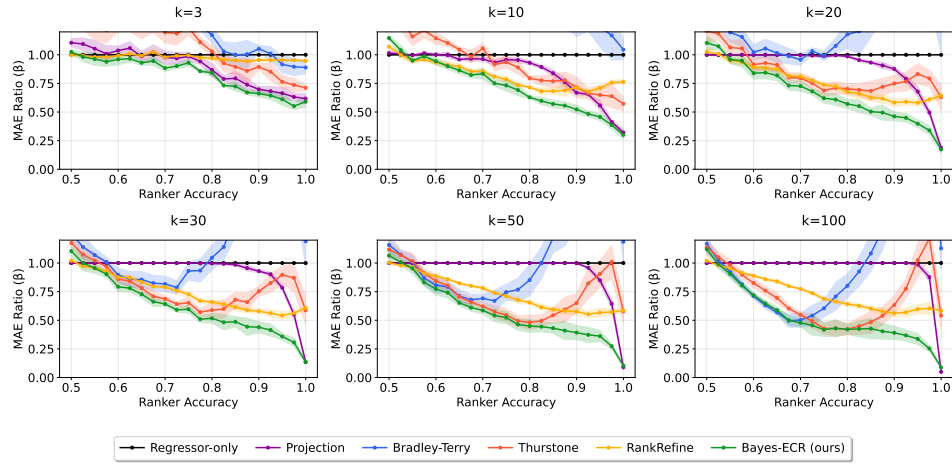 k=3
k=10
k=20
MAE Ratio (β)
1.00
0.75
0.50
0.25
0.00
0.5 0.6 0.7 0.8 0.9 1.0
Ranker Accuracy
MAE Ratio (β)
1.00
0.75
0.50
0.25
0.00
0.5 0.6 0.7 0.8 0.9 1.0
Ranker Accuracy
MAE Ratio (β)
1.00
0.75
0.50
0.25
0.00
0.5 0.6 0.7 0.8 0.9 1.0
Ranker Accuracy
k=30
k=50
k=100
MAE Ratio (β)
1.00
0.75
0.50
0.25
0.00
0.5 0.6 0.7 0.8 0.9 1.0
Ranker Accuracy
MAE Ratio (β)
1.00
0.75
0.50
0.25
0.00
0.5 0.6 0.7 0.8 0.9 1.0
Ranker Accuracy
MAE Ratio (β)
1.00
0.75
0.50
0.25
0.00
0.5 0.6 0.7 0.8 0.9 1.0
Ranker Accuracy
Regressor-only Projection Bradley-Terry Thurstone RankRefine Bayes-ECR (ours)